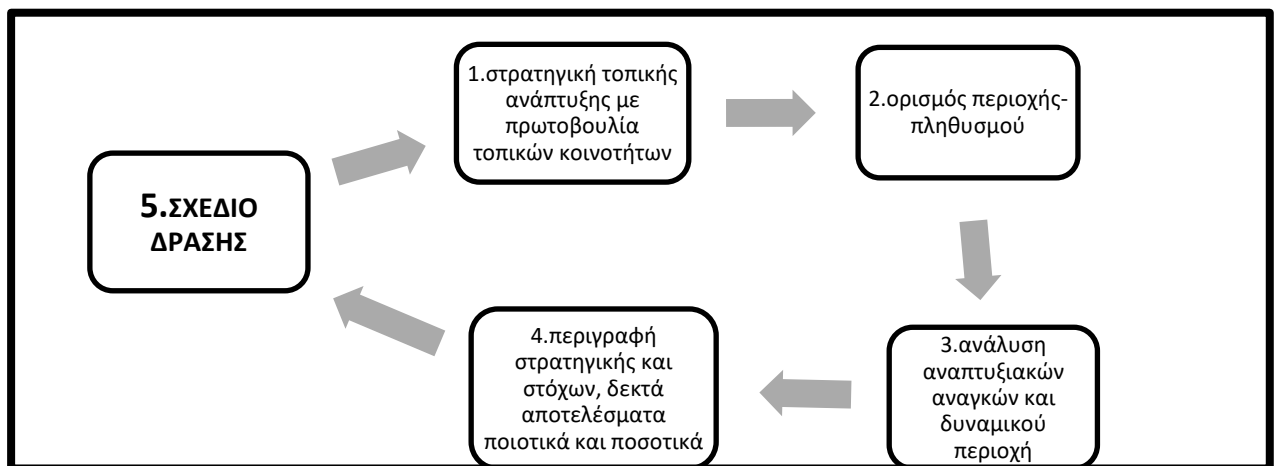 1.στρατηγική τοπικής
ανάπτυξης με
πρωτοβουλία
τοπικών κοινοτήτων
2.ορισμός περιοχής-
πληθυσμού
3.ανάλυση
αναπτυξιακών
αναγκών και
δυναμικού
περιοχή
4.περιγραφή
στρατηγικής και
στόχων, δεκτά
αποτελέσματα
ποιοτικά και ποσοτικά
5.ΣΧΕΔΙΟ
ΔΡΑΣΗΣ